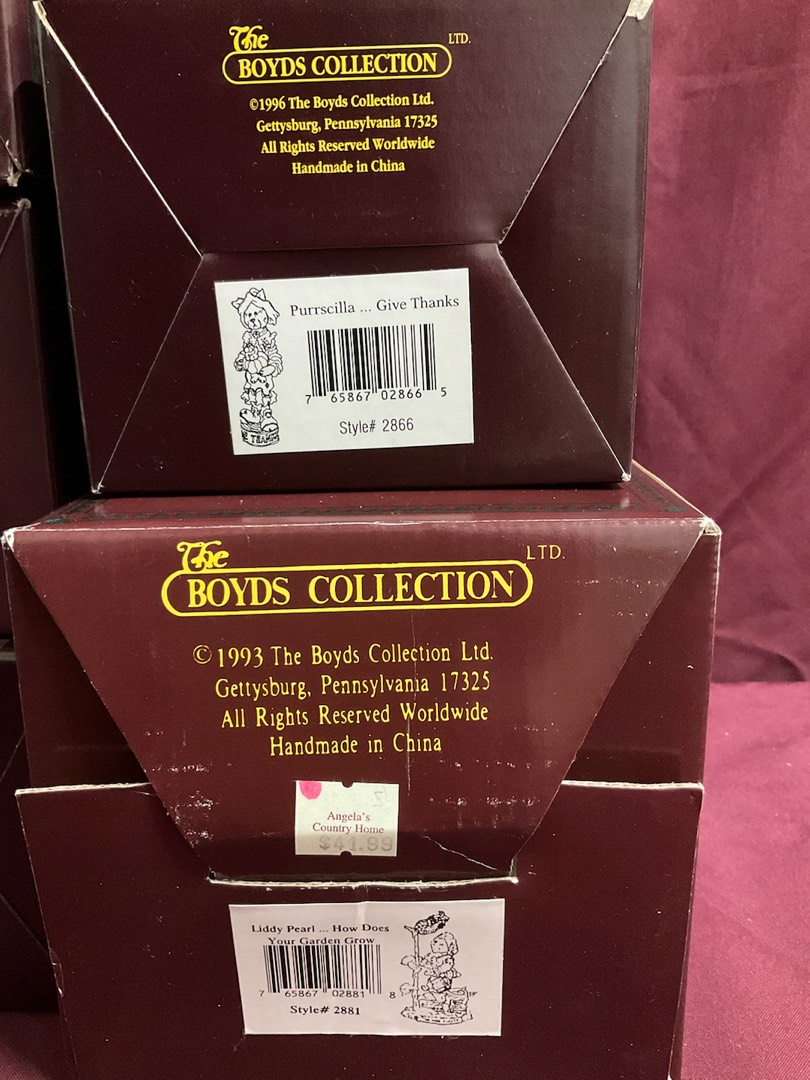 The
LTD.
BOYDS COLLECTION
©1996 The Boyds Collection Ltd.
Gettysburg, Pennsylvania 17325
All Rights Reserved Worldwide
Handmade in China
Purrscilla ... Give Thanks
7 65867 02866 5
Style# 2866
The
LTD.
BOYDS COLLECTION
© 1993 The Boyds Collection Ltd.
Gettysburg, Pennsylvania 17325
All Rights Reserved Worldwide
Handmade in China
Angela's
Country Home
$41.99
Liddy Pearl ... How Does
Your Garden Grow
7 65867 02881 8
Style# 2881